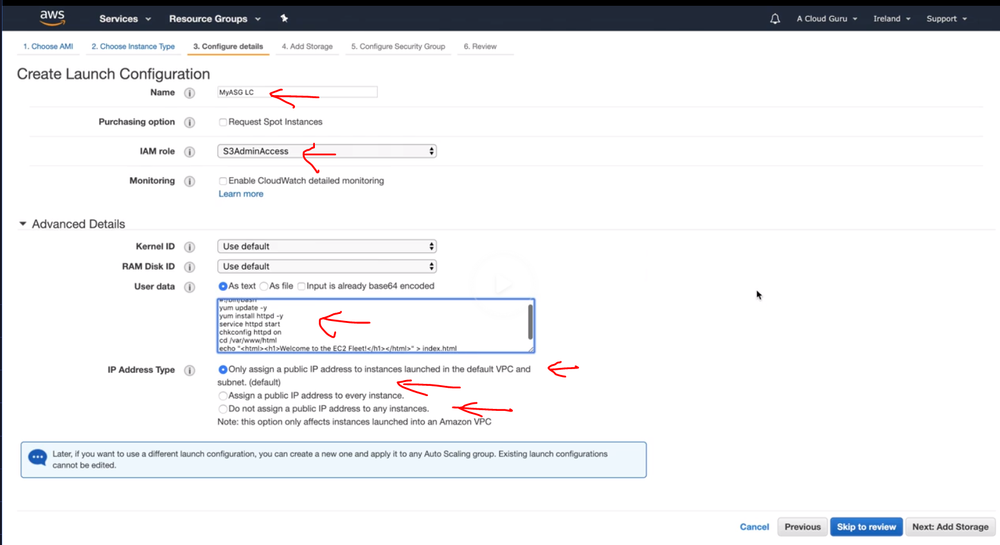 aws Services Resource Groups A Cloud Guru Ireland Support
1. Choose AMI 2. Choose Instance Type 3. Configure details 4. Add Storage 5. Configure Security Group 6. Review
Create Launch Configuration
Name i MyASG LC
Purchasing option i Request Spot Instances
IAM role i S3AdminAccess
Monitoring i Enable CloudWatch detailed monitoring
Learn more
Advanced Details
Kernel ID i Use default
RAM Disk ID i Use default
User data i As text As file Input is already base64 encoded
#!/bin/bash
yum update -y
yum install httpd -y
service httpd start
chkconfig httpd on
cd /var/www/html
echo "<html><h1>Welcome to the EC2 Fleet!</h1></html>" > index.html
IP Address Type i Only assign a public IP address to instances launched in the default VPC and
subnet. (default)
Assign a public IP address to every instance.
Do not assign a public IP address to any instances.
Note: this option only affects instances launched into an Amazon VPC
Later, if you want to use a different launch configuration, you can create a new one and apply it to any Auto Scaling group. Existing launch configurations
cannot be edited.
Cancel Previous Skip to review Next: Add Storage